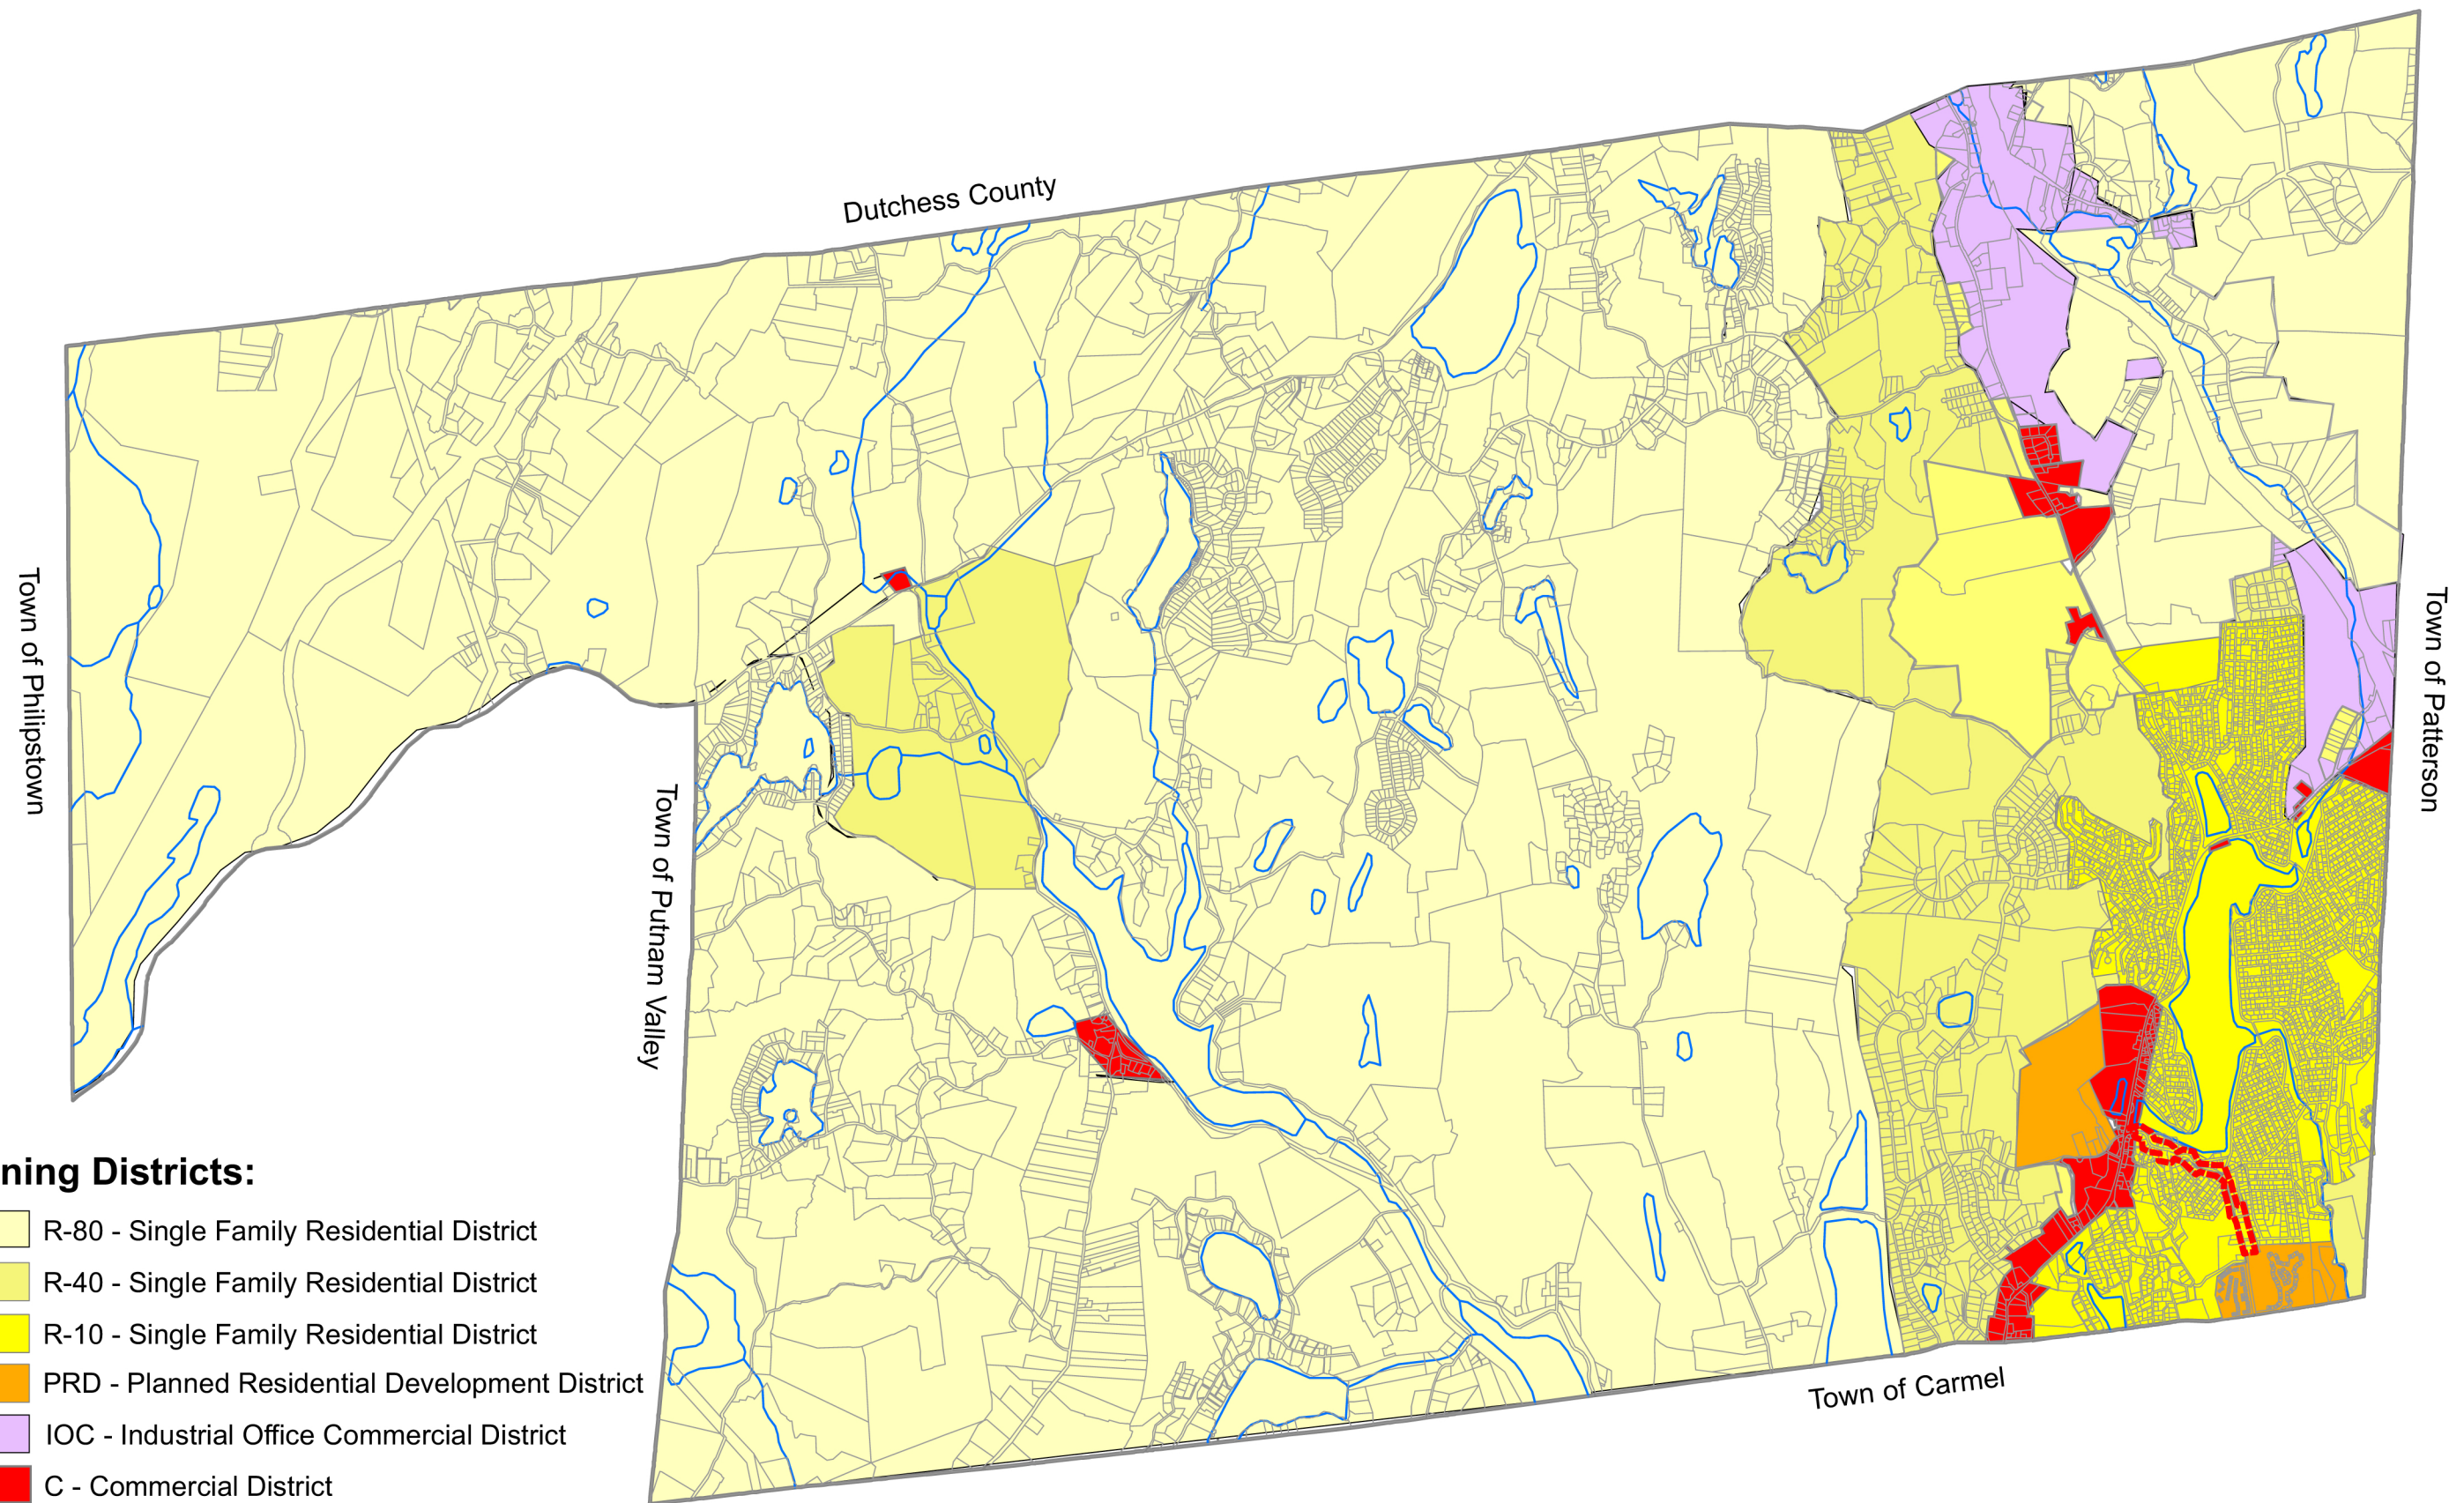 Dutchess County
Town of Philipstown
Town of Putnam Valley
Town of Patterson
Town of Carmel
ning Districts:
R-80 - Single Family Residential District
R-40 - Single Family Residential District
R-10 - Single Family Residential District
PRD - Planned Residential Development District
IOC - Industrial Office Commercial District
C - Commercial District